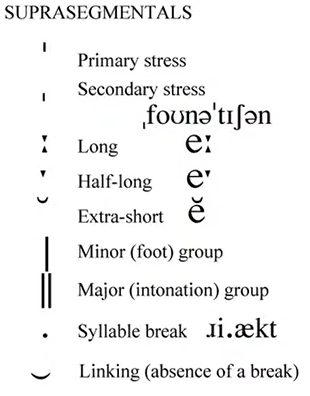 SUPRASEGMENTALS
ˈ Primary stress
ˌ Secondary stress
ˌfoʊnəˈtɪʃən
ː Long eː
ˑ Half-long eˑ
˘ Extra-short ĕ
| Minor (foot) group
‖ Major (intonation) group
. Syllable break ɹi.ækt
‿ Linking (absence of a break)